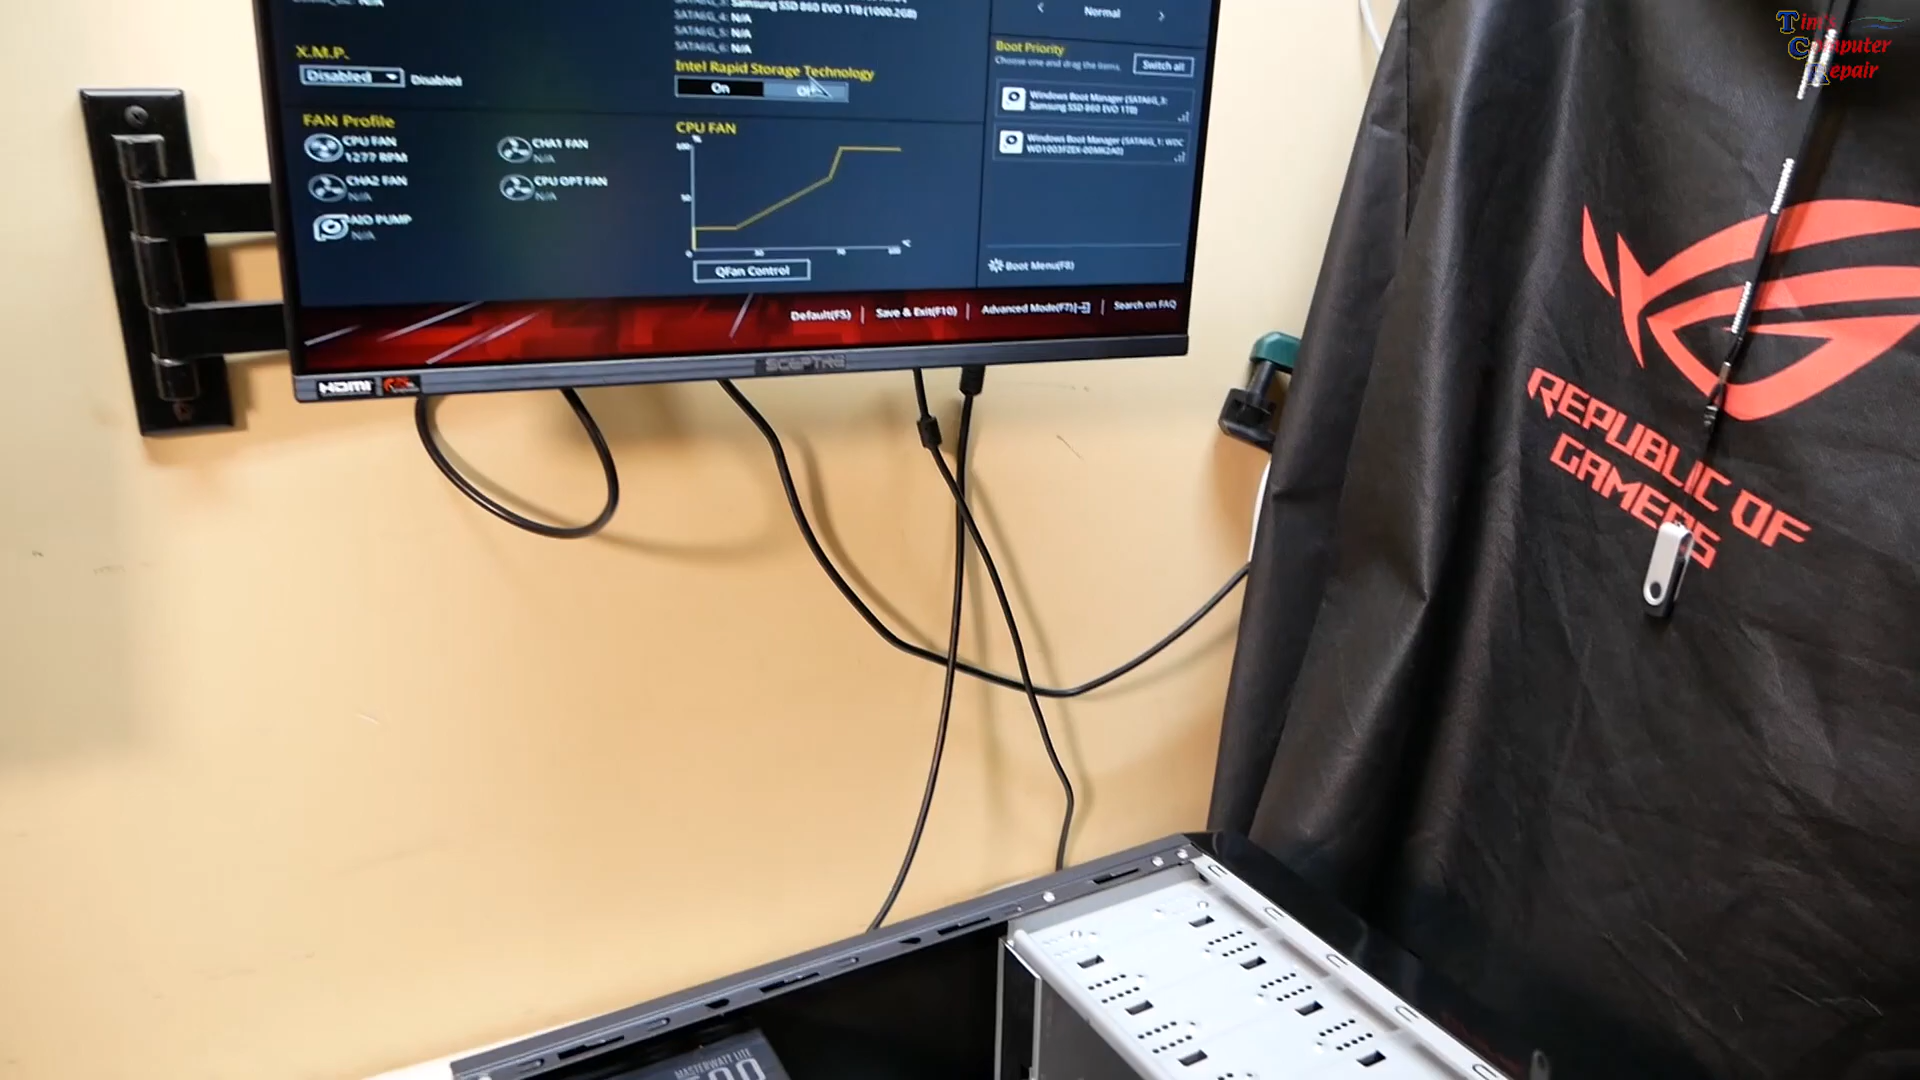 Samsung SSD 860 EVO 1TB (1000.2GB)
SATA6G_4: N/A
SATA6G_5: N/A
SATA6G_6: N/A
Normal
X.M.P.
Disabled
Disabled
Intel Rapid Storage Technology
On
Boot Priority
Choose one and drag the items.
Switch all
Windows Boot Manager (SATA6G_3:
Samsung SSD 860 EVO 1TB)
Windows Boot Manager (SATA6G_1: WDC
WD1003FZEX-00MK2A0)
FAN Profile
CPU FAN
1277 RPM
CHA1 FAN
N/A
CHA2 FAN
N/A
CPU OPT FAN
N/A
AIO PUMP
N/A
CPU FAN
%
100
50
0
°C
QFan Control
Boot Menu(F8)
Default(F5)
Save & Exit(F10)
Advanced Mode(F7)
Search on FAQ
HDMI
SCEPTRE
REPUBLIC OF
GAMERS
MASTERWATT LITE
Tim's
Computer
Repair